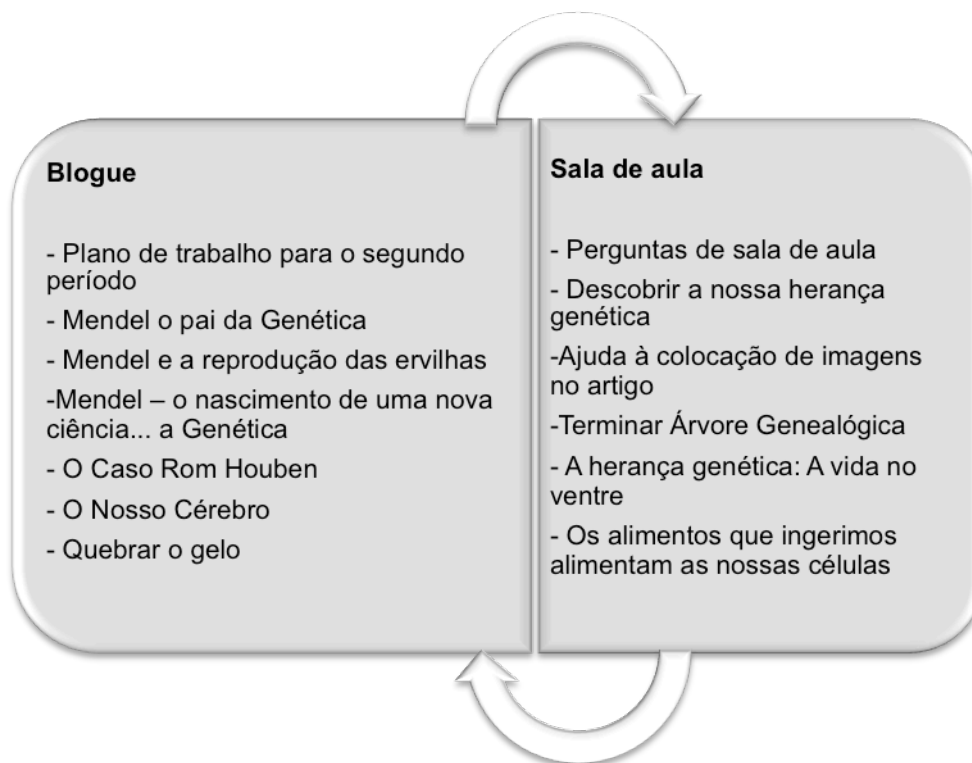 Blogue
- Plano de trabalho para o segundo
período
- Mendel o pai da Genética
- Mendel e a reprodução das ervilhas
-Mendel – o nascimento de uma nova
ciência... a Genética
- O Caso Rom Houben
- O Nosso Cérebro
- Quebrar o gelo
Sala de aula
- Perguntas de sala de aula
- Descobrir a nossa herança
genética
-Ajuda à colocação de imagens
no artigo
-Terminar Árvore Genealógica
- A herança genética: A vida no
ventre
- Os alimentos que ingerimos
alimentam as nossas células